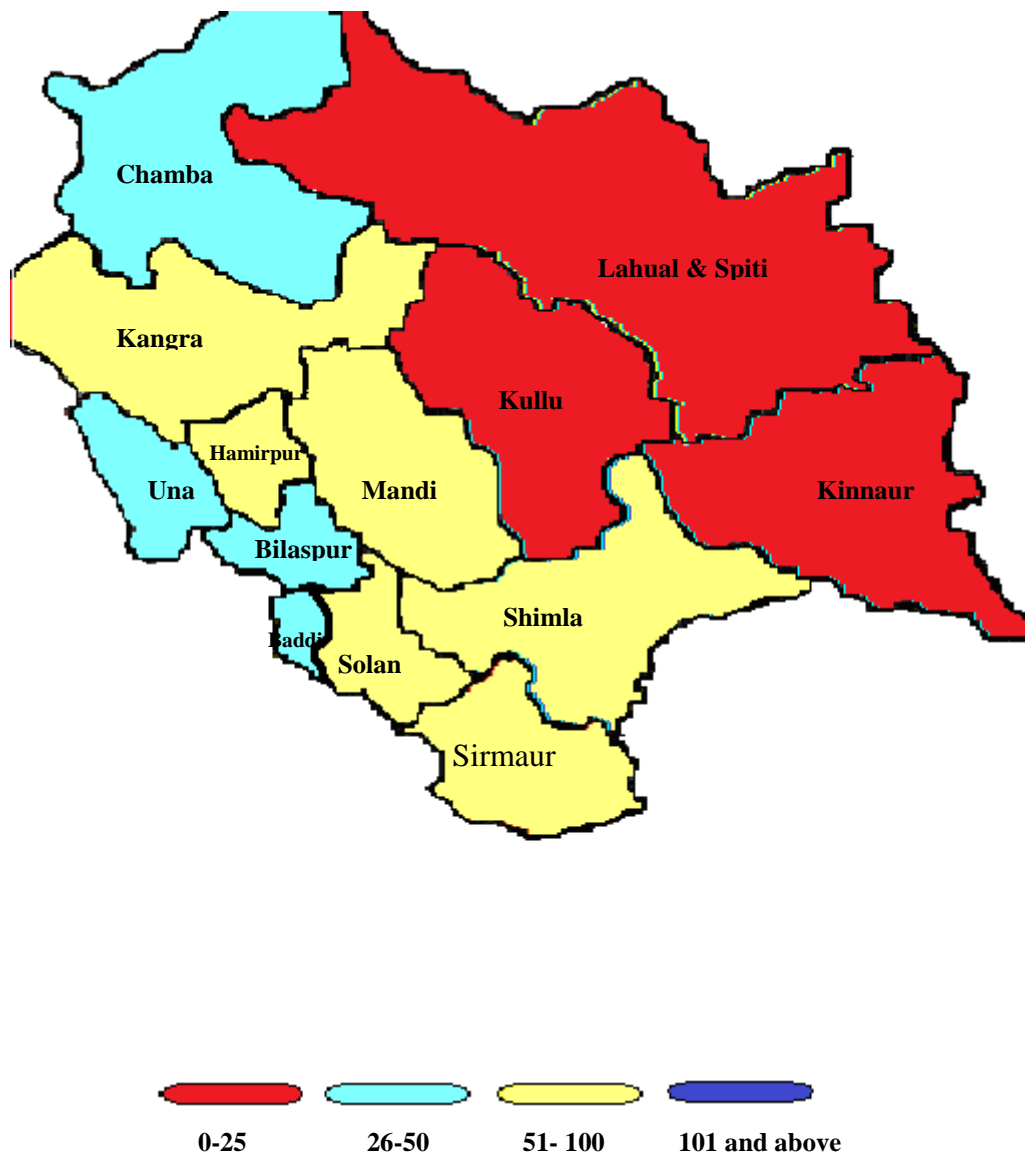 Chamba
Lahual & Spiti
Kangra
Kullu
Hamirpur
Una
Mandi
Kinnaur
Bilaspur
Shimla
Baddi
Solan
Sirmaur
0-25 26-50 51- 100 101 and above